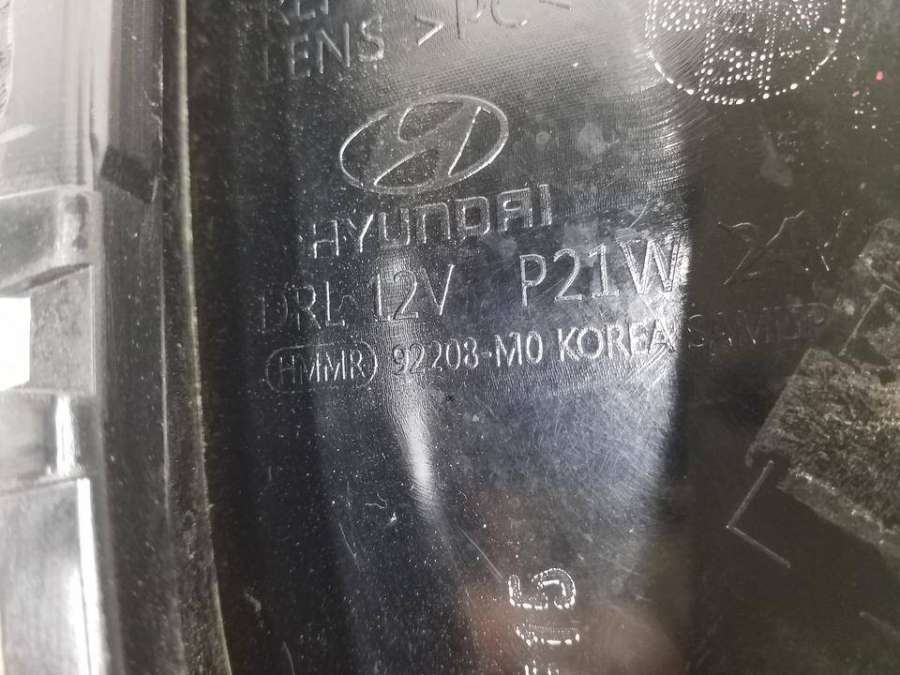 LENS >PC<
HYUNDAI
DRL 12V P21W
HMMR 92208-M0 KOREA